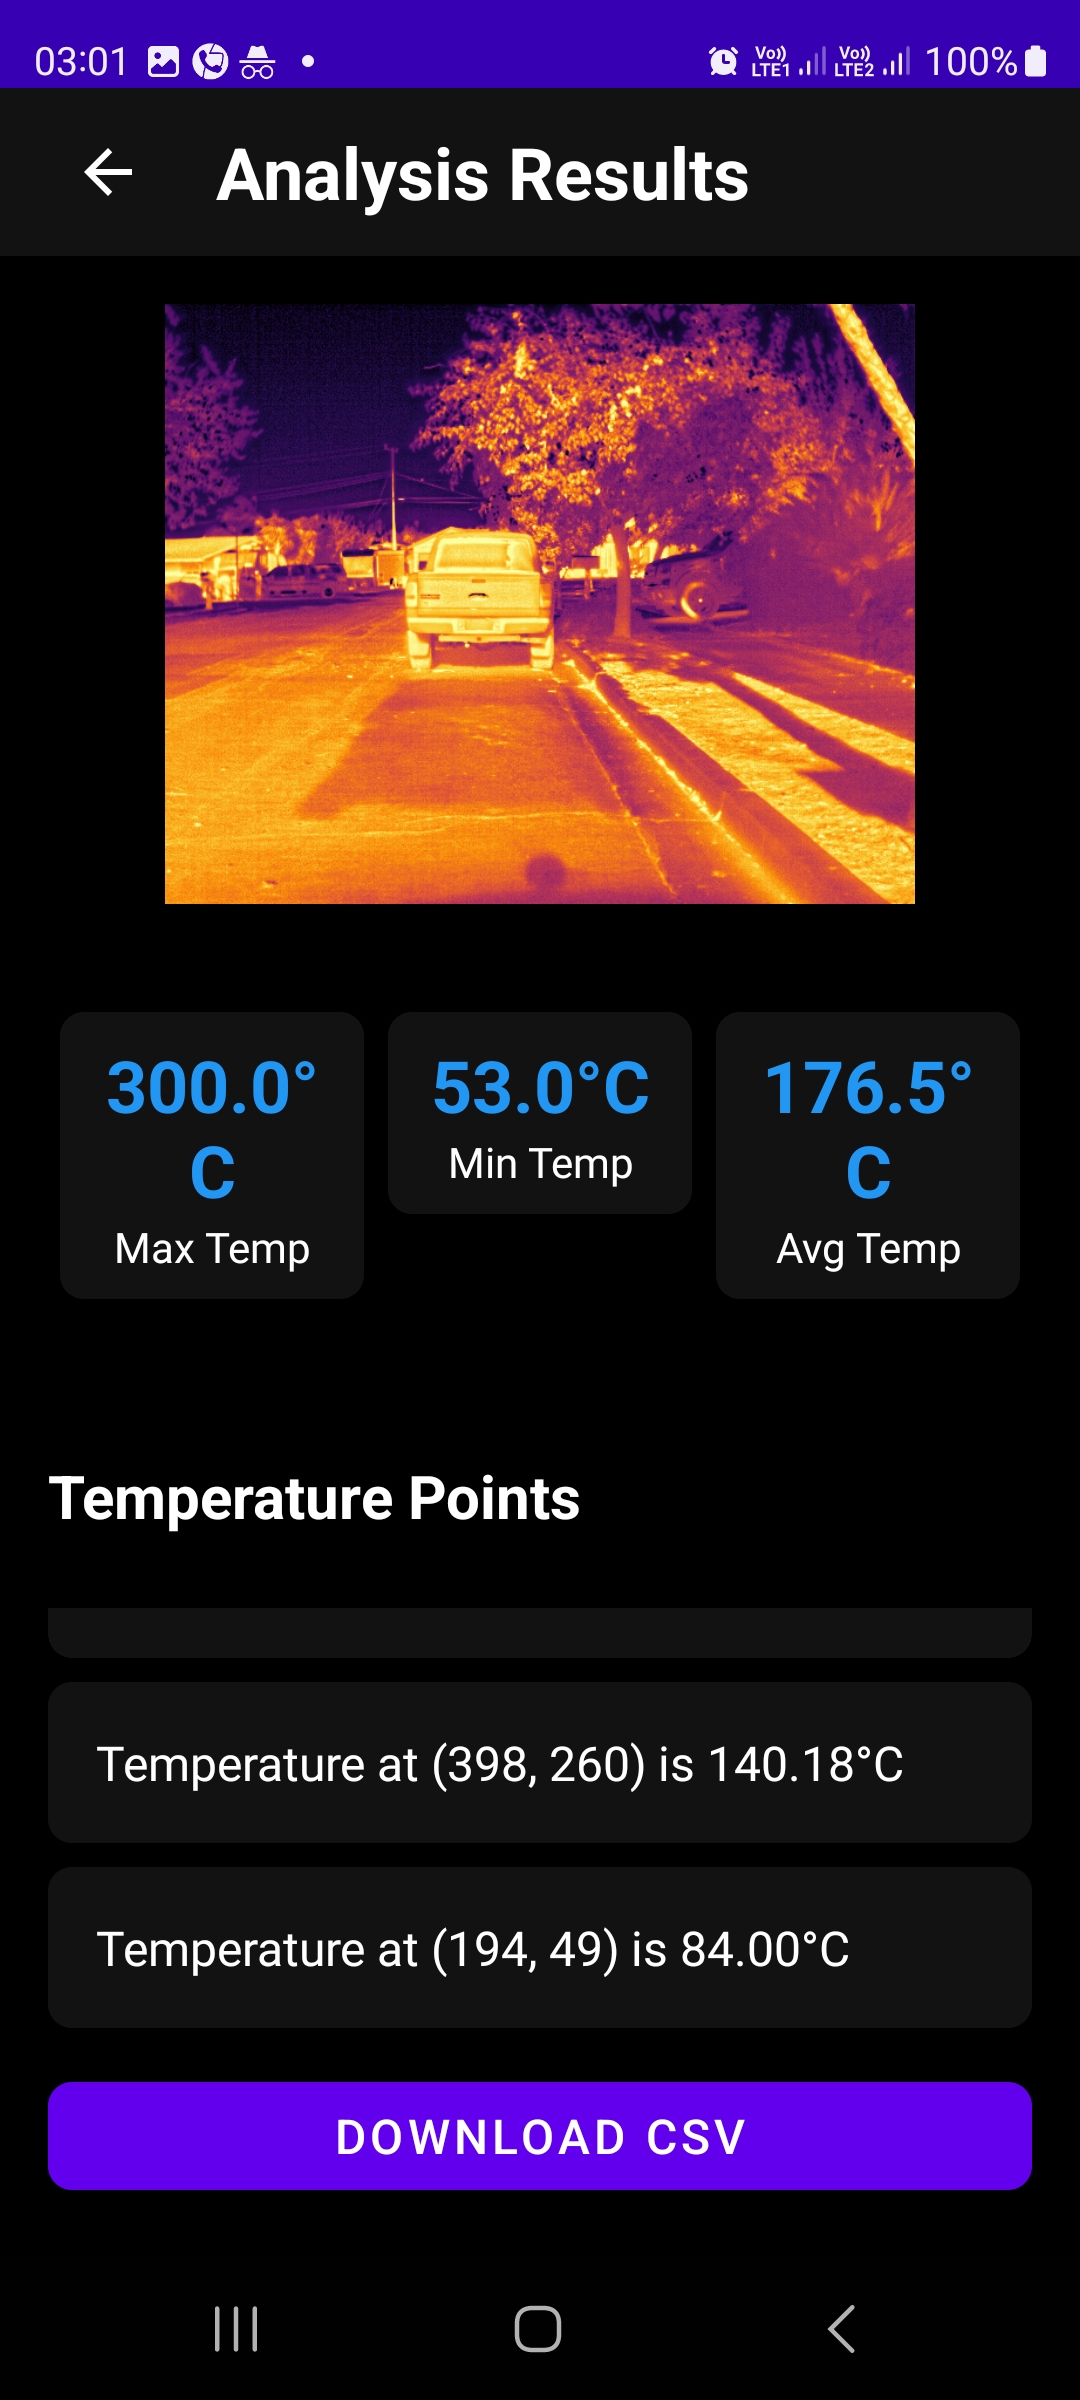 03:01 Vo)) LTE1 Vo)) LTE2 100%
Analysis Results
300.0°
C
Max Temp
53.0°C
Min Temp
176.5°
C
Avg Temp
Temperature Points
Temperature at (398, 260) is 140.18°C
Temperature at (194, 49) is 84.00°C
DOWNLOAD CSV